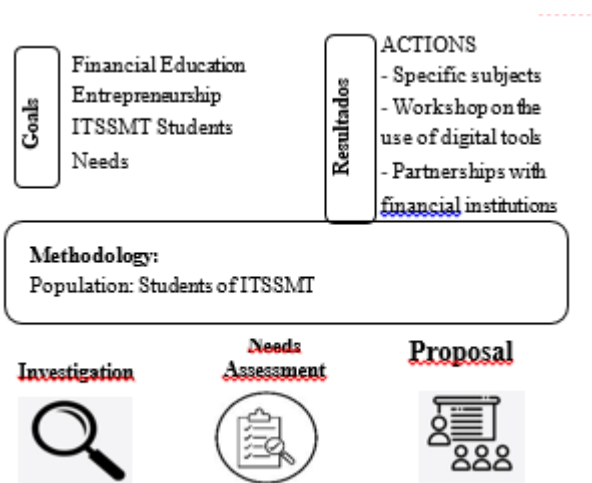 Goals
Financial Education
Entrepreneurship
ITSSMT Students
Needs
Resultados
ACTIONS
- Specific subjects
- Workshop on the
use of digital tools
- Partnerships with
financial institutions
Methodology:
Population: Students of ITSSMT
Investigation
Needs
Assessment
Proposal